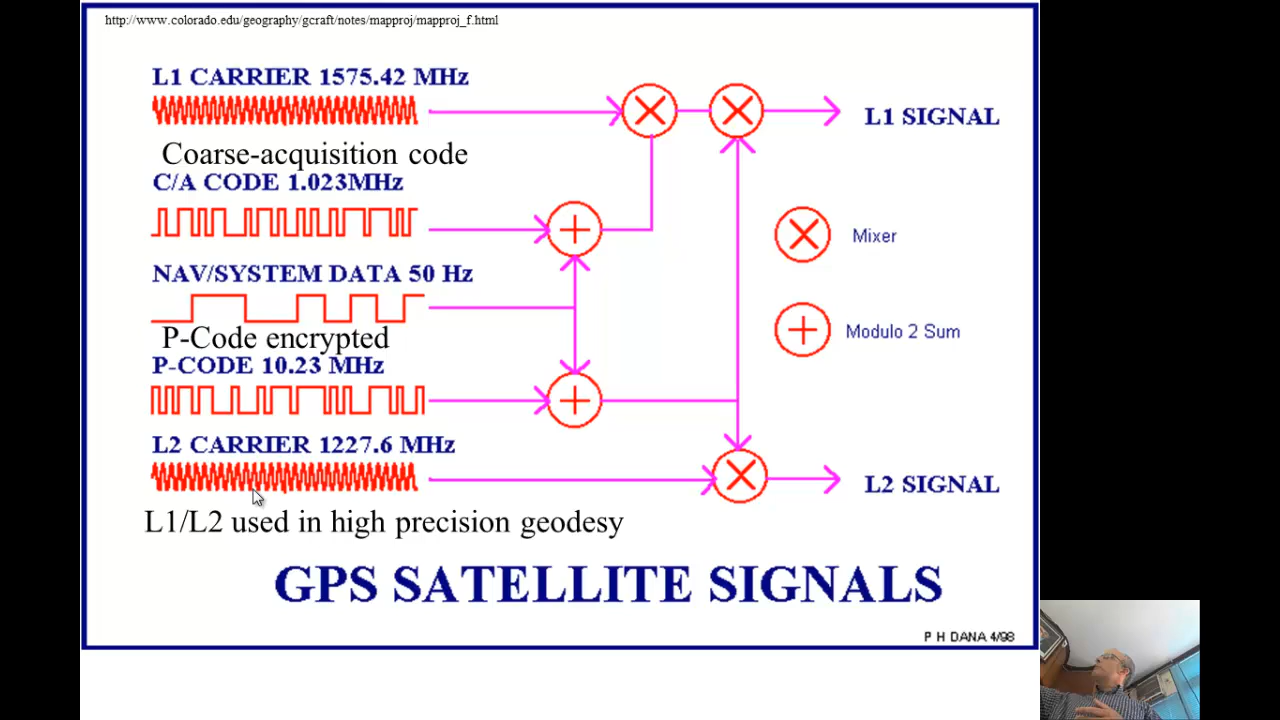 http://www.colorado.edu/geography/gcraft/notes/mapproj/mapproj_f.html
L1 CARRIER 1575.42 MHz
L1 SIGNAL
Coarse-acquisition code
C/A CODE 1.023MHz
Mixer
NAV/SYSTEM DATA 50 Hz
P-Code encrypted
Modulo 2 Sum
P-CODE 10.23 MHz
L2 CARRIER 1227.6 MHz
L2 SIGNAL
L1/L2 used in high precision geodesy
GPS SATELLITE SIGNALS
P H DANA 4/98